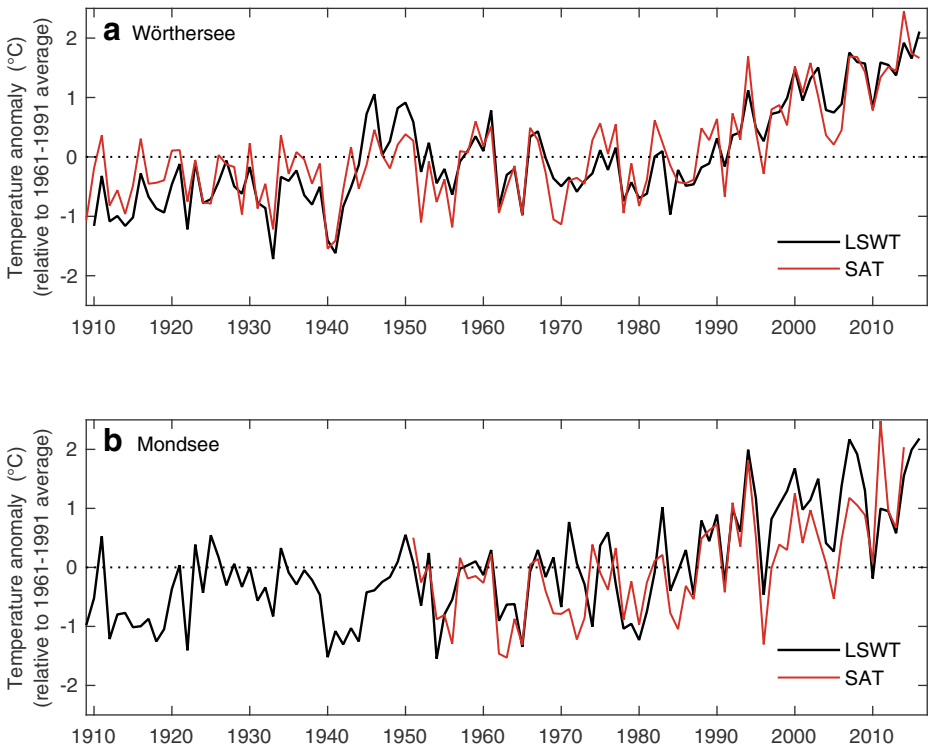 a Wörthersee
Temperature anomaly (°C)
(relative to 1961-1991 average)
2
1
0
-1
-2
LSWT
SAT
1910 1920 1930 1940 1950 1960 1970 1980 1990 2000 2010
b Mondsee
Temperature anomaly (°C)
(relative to 1961-1991 average)
2
1
0
-1
-2
LSWT
SAT
1910 1920 1930 1940 1950 1960 1970 1980 1990 2000 2010